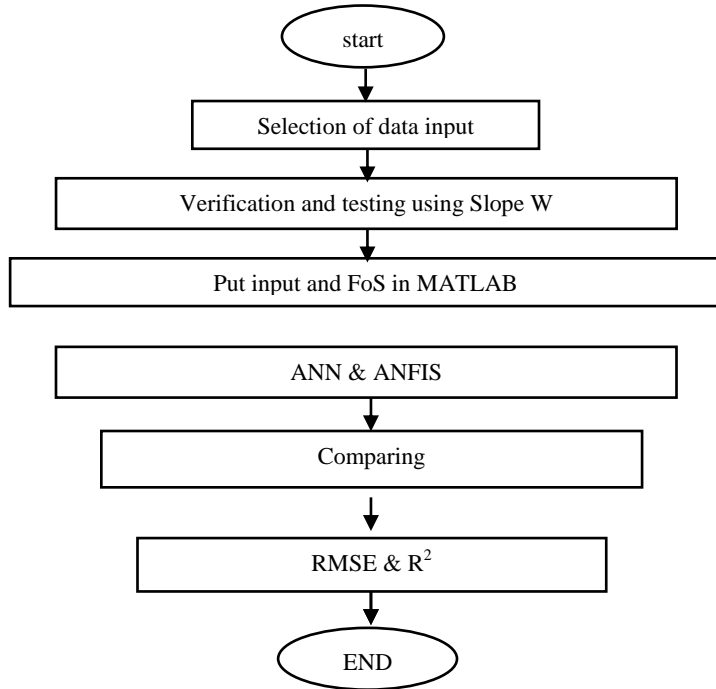 start
Selection of data input
Verification and testing using Slope W
Put input and FoS in MATLAB
ANN & ANFIS
Comparing
RMSE & R²
END